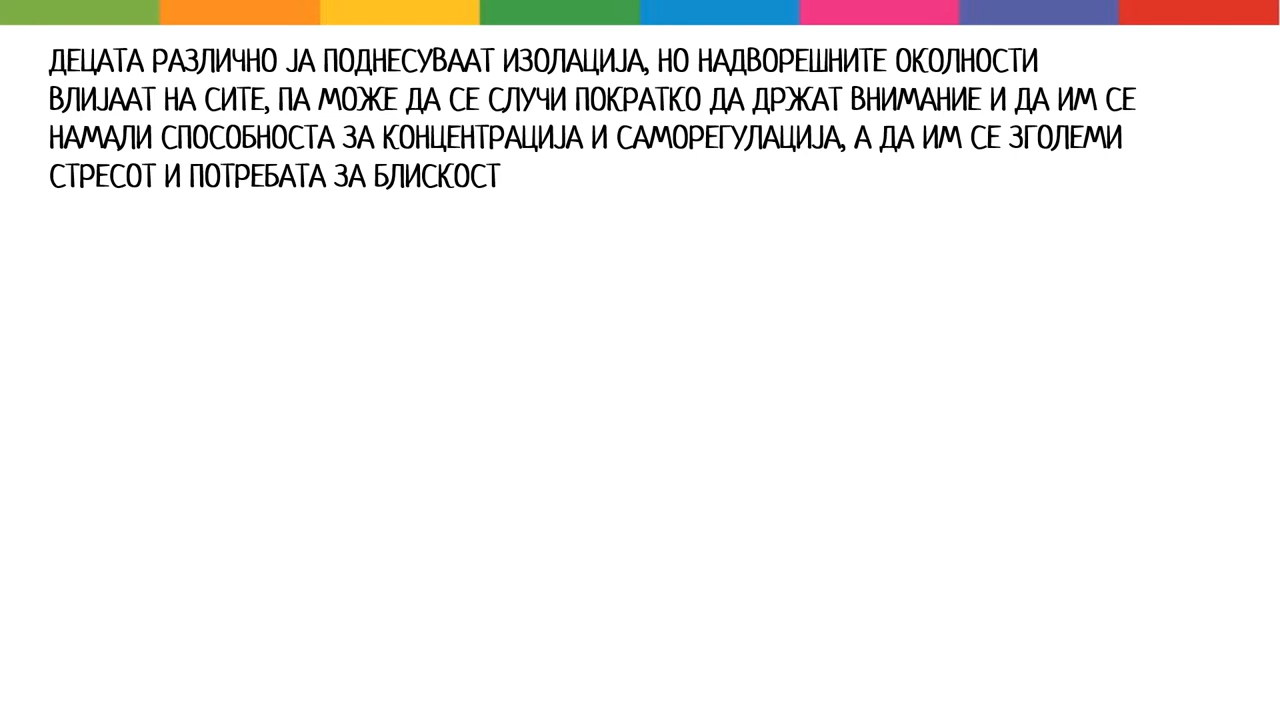 ДЕЦАТА РАЗЛИЧНО ЈА ПОДНЕСУВААТ ИЗОЛАЦИЈА, НО НАДВОРЕШНИТЕ ОКОЛНОСТИ
ВЛИЈААТ НА СИТЕ, ПА МОЖЕ ДА СЕ СЛУЧИ ПОКРАТКО ДА ДРЖАТ ВНИМАНИЕ И ДА ИМ СЕ
НАМАЛИ СПОСОБНОСТА ЗА КОНЦЕНТРАЦИЈА И САМОРЕГУЛАЦИЈА, А ДА ИМ СЕ ЗГОЛЕМИ
СТРЕСОТ И ПОТРЕБАТА ЗА БЛИСКОСТ